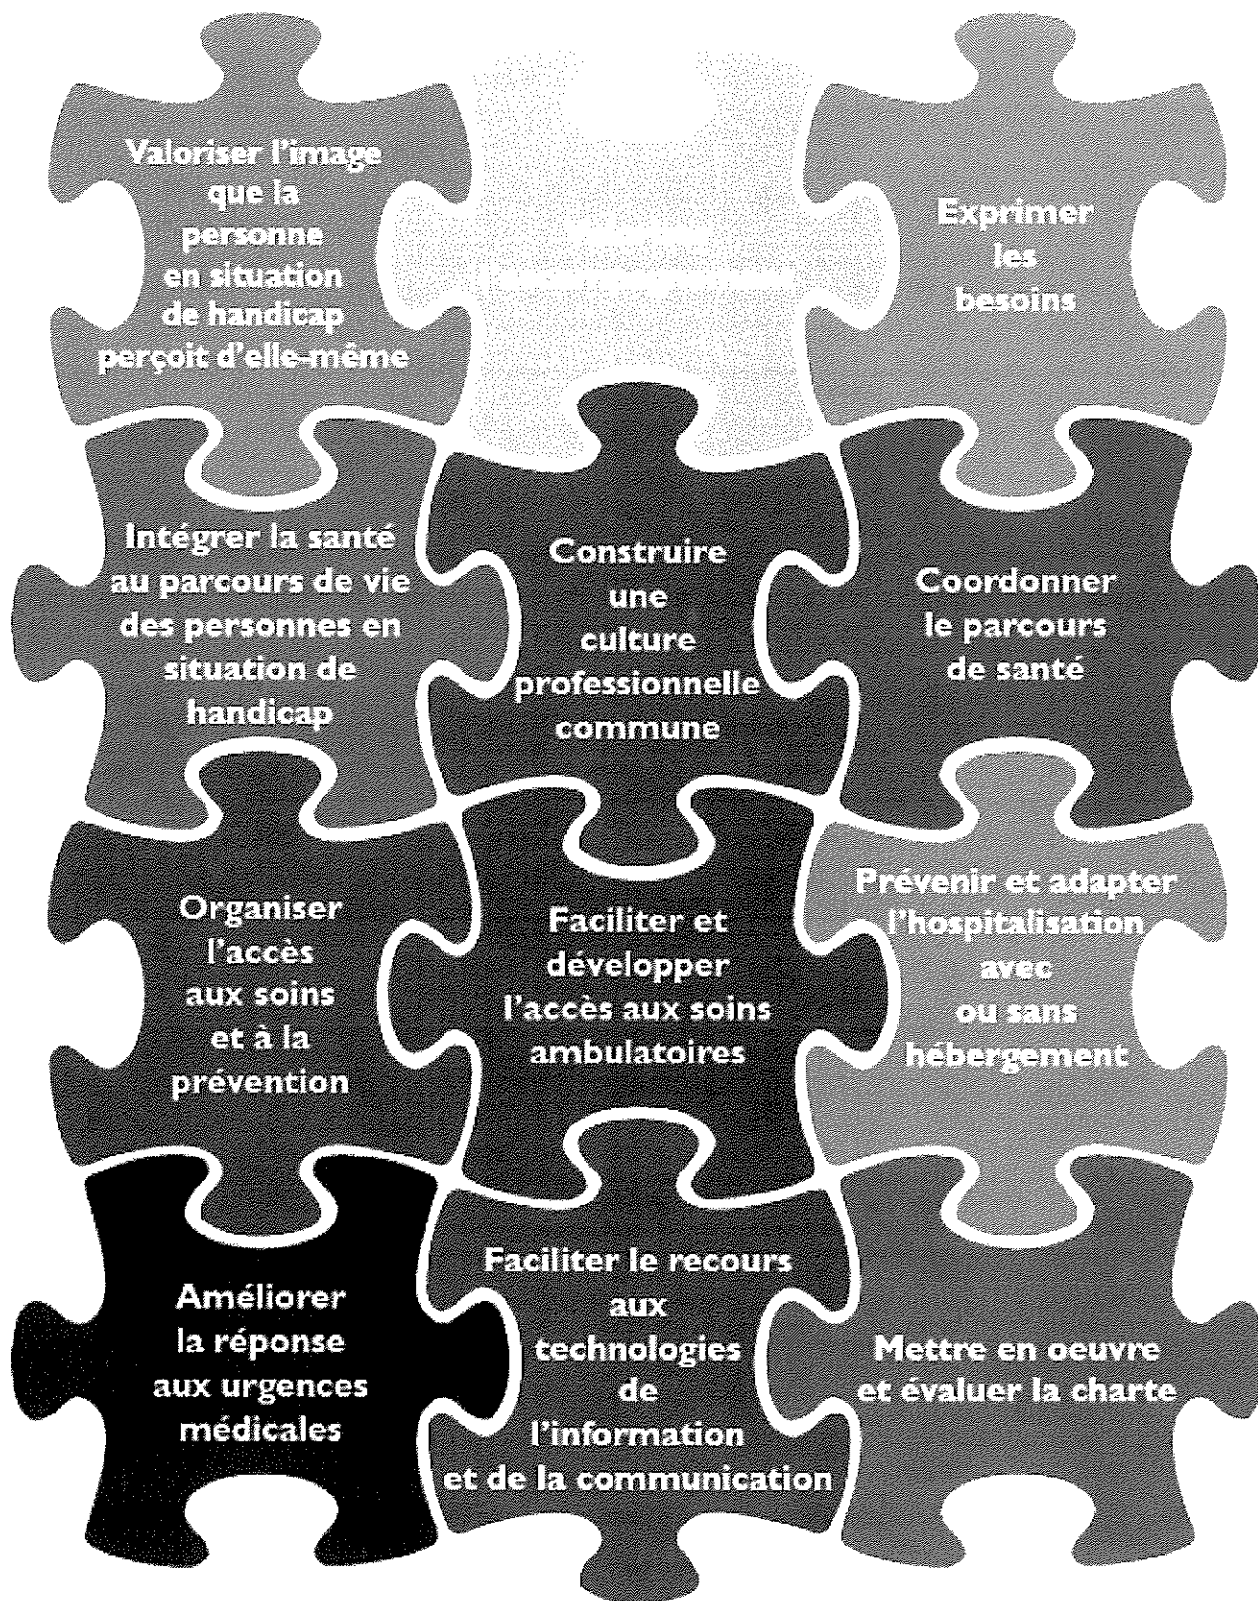 Valoriser l'image
que la
personne
en situation
de handicap
perçoit d'elle-même
l'accompagnement
Exprimer
les
besoins
Intégrer la santé
au parcours de vie
des personnes en
situation de
handicap
Construire
une
culture
professionnelle
commune
Coordonner
le parcours
de santé
Organiser
l'accès
aux soins
et à la
prévention
Faciliter et
développer
l'accès aux soins
ambulatoires
Prévenir et adapter
l'hospitalisation
avec
ou sans
hébergement
Améliorer
la réponse
aux urgences
médicales
Faciliter le recours
aux
technologies
de
l'information
et de la communication
Mettre en oeuvre
et évaluer la charte